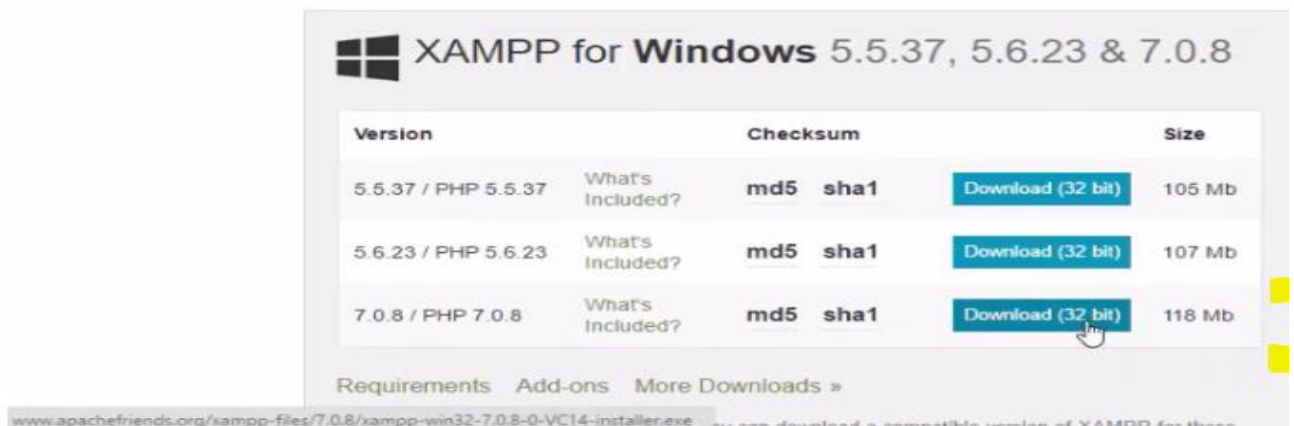 XAMPP for Windows 5.5.37, 5.6.23 & 7.0.8
Version Checksum Size
5.5.37 / PHP 5.5.37 What's Included? md5 sha1 Download (32 bit) 105 Mb
5.6.23 / PHP 5.6.23 What's Included? md5 sha1 Download (32 bit) 107 Mb
7.0.8 / PHP 7.0.8 What's Included? md5 sha1 Download (32 bit) 118 Mb
Requirements Add-ons More Downloads »
www.apachefriends.org/xampp-files/7.0.8/xampp-win32-7.0.8-0-VC14-installer.exe can download a compatible version of XAMPP for these